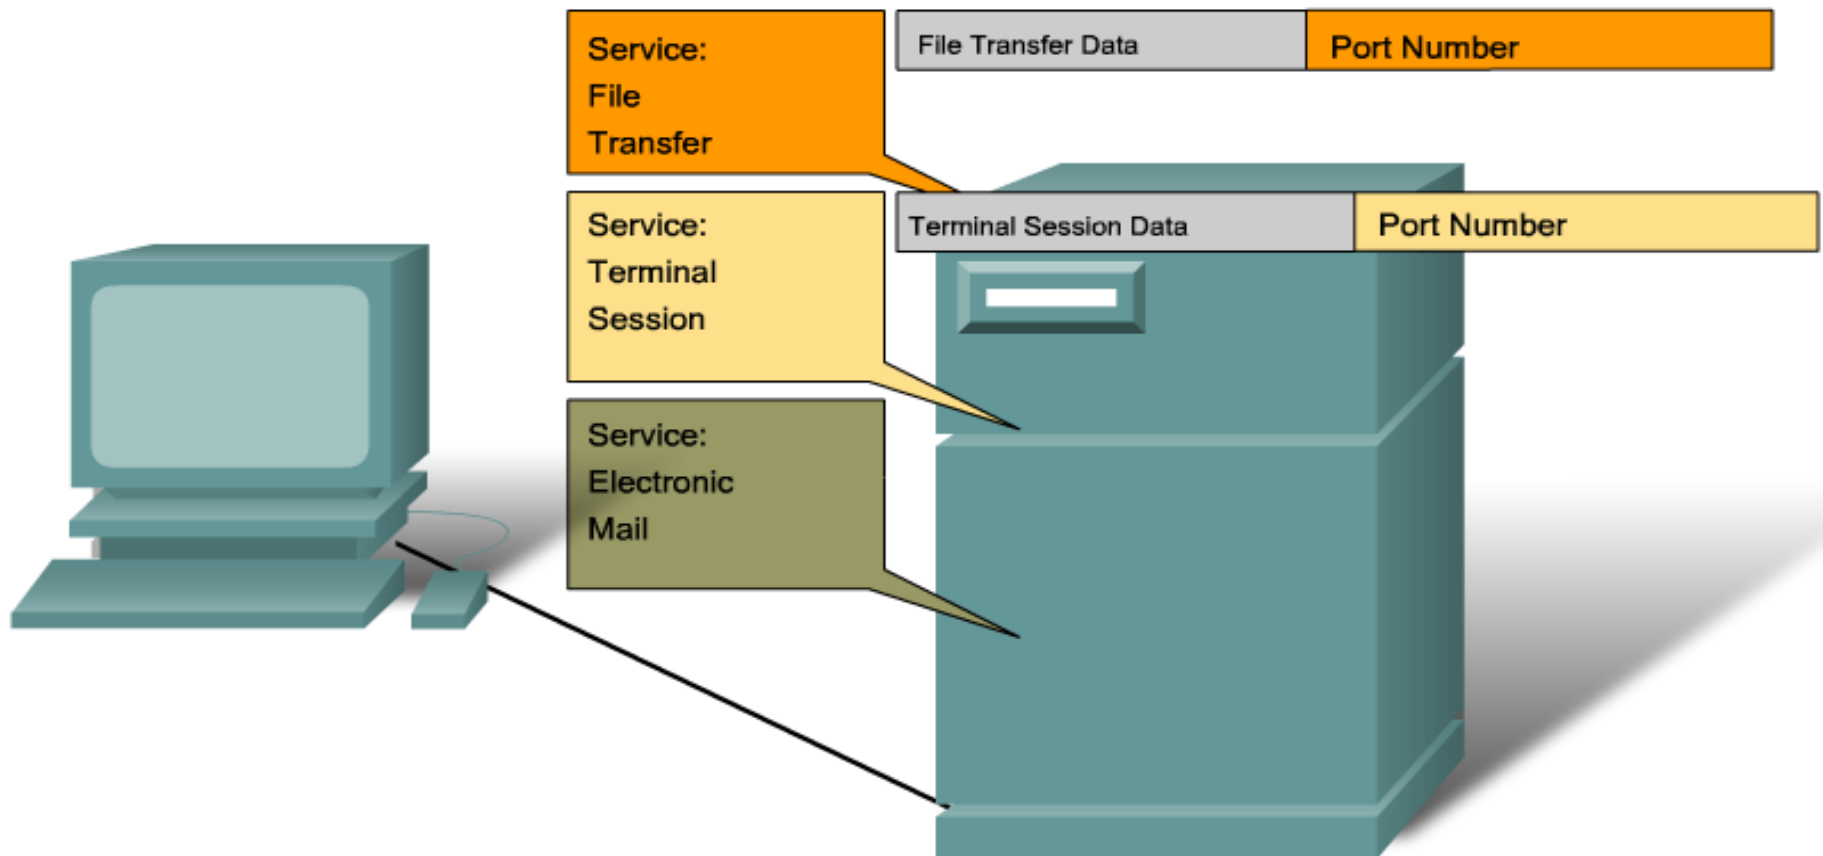 Service:
File
Transfer
File Transfer Data
Port Number
Service:
Terminal
Session
Terminal Session Data
Port Number
Service:
Electronic
Mail